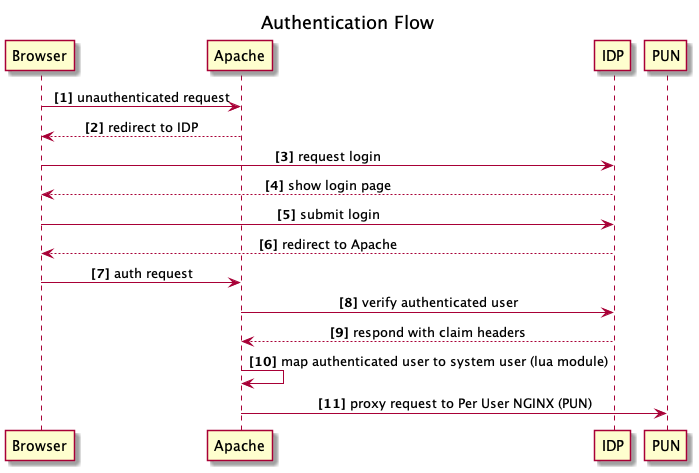 Authentication Flow
Browser Apache IDP PUN
[1] unauthenticated request
[2] redirect to IDP
[3] request login
[4] show login page
[5] submit login
[6] redirect to Apache
[7] auth request
[8] verify authenticated user
[9] respond with claim headers
[10] map authenticated user to system user (lua module)
[11] proxy request to Per User NGINX (PUN)
Browser Apache IDP PUN